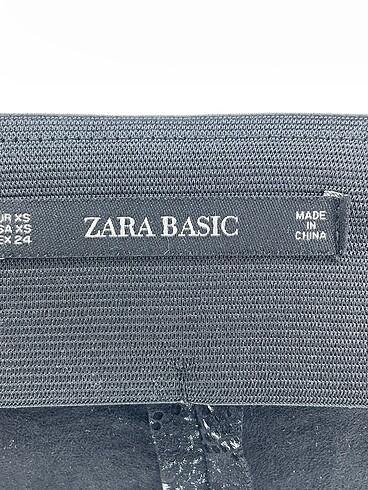 UR XS
SA XS
EX 24
ZARA BASIC
MADE
IN
CHINA